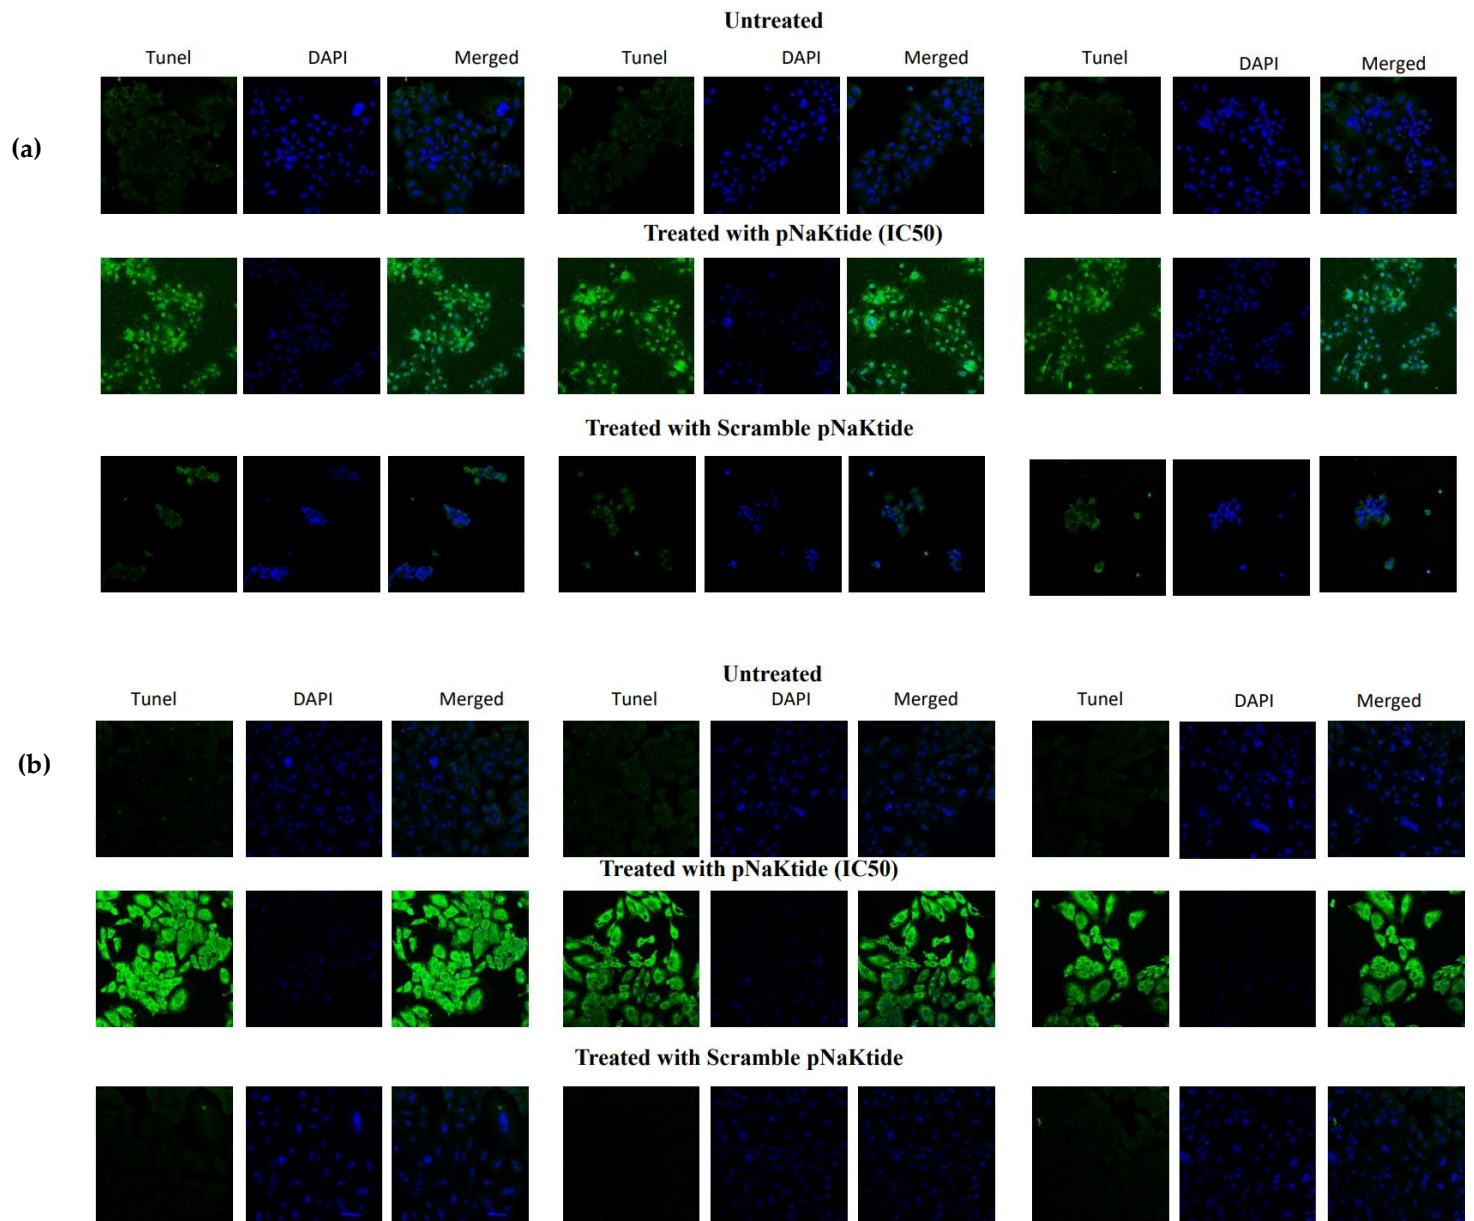 Untreated
Tunel DAPI Merged Tunel DAPI Merged Tunel DAPI Merged
(a)
Treated with pNaKtide (IC50)
Treated with Scramble pNaKtide
Untreated
Tunel DAPI Merged Tunel DAPI Merged Tunel DAPI Merged
(b)
Treated with pNaKtide (IC50)
Treated with Scramble pNaKtide